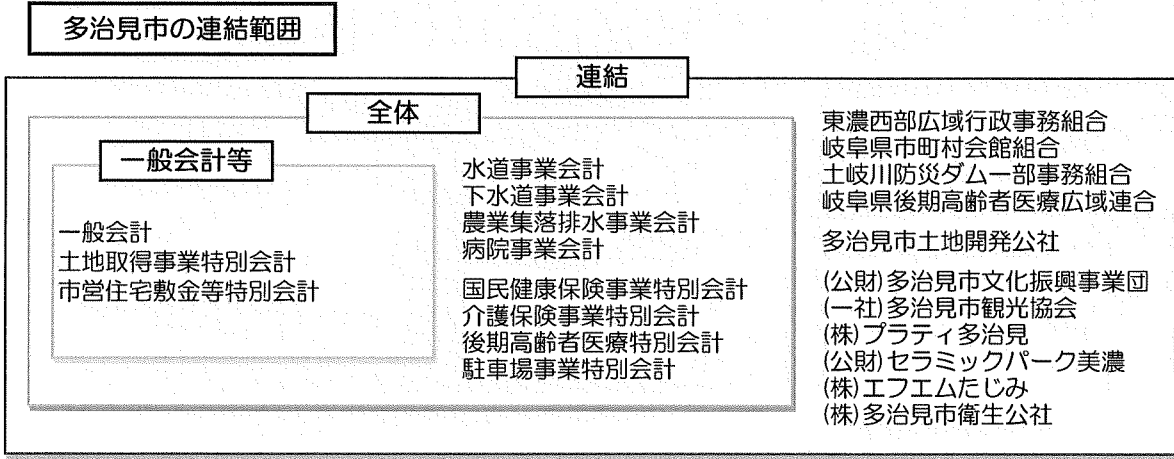 多治見市の連結範囲
連結
全体
一般会計等
一般会計
土地取得事業特別会計
市営住宅敷金等特別会計
水道事業会計
下水道事業会計
農業集落排水事業会計
病院事業会計
国民健康保険事業特別会計
介護保険事業特別会計
後期高齢者医療特別会計
駐車場事業特別会計
東濃西部広域行政事務組合
岐阜県市町村会館組合
土岐川防災ダム一部事務組合
岐阜県後期高齢者医療広域連合
多治見市土地開発公社
(公財)多治見市文化振興事業団
(一社)多治見市観光協会
(株)プラティ多治見
(公財)セラミックパーク美濃
(株)エフエムたじみ
(株)多治見市衛生公社